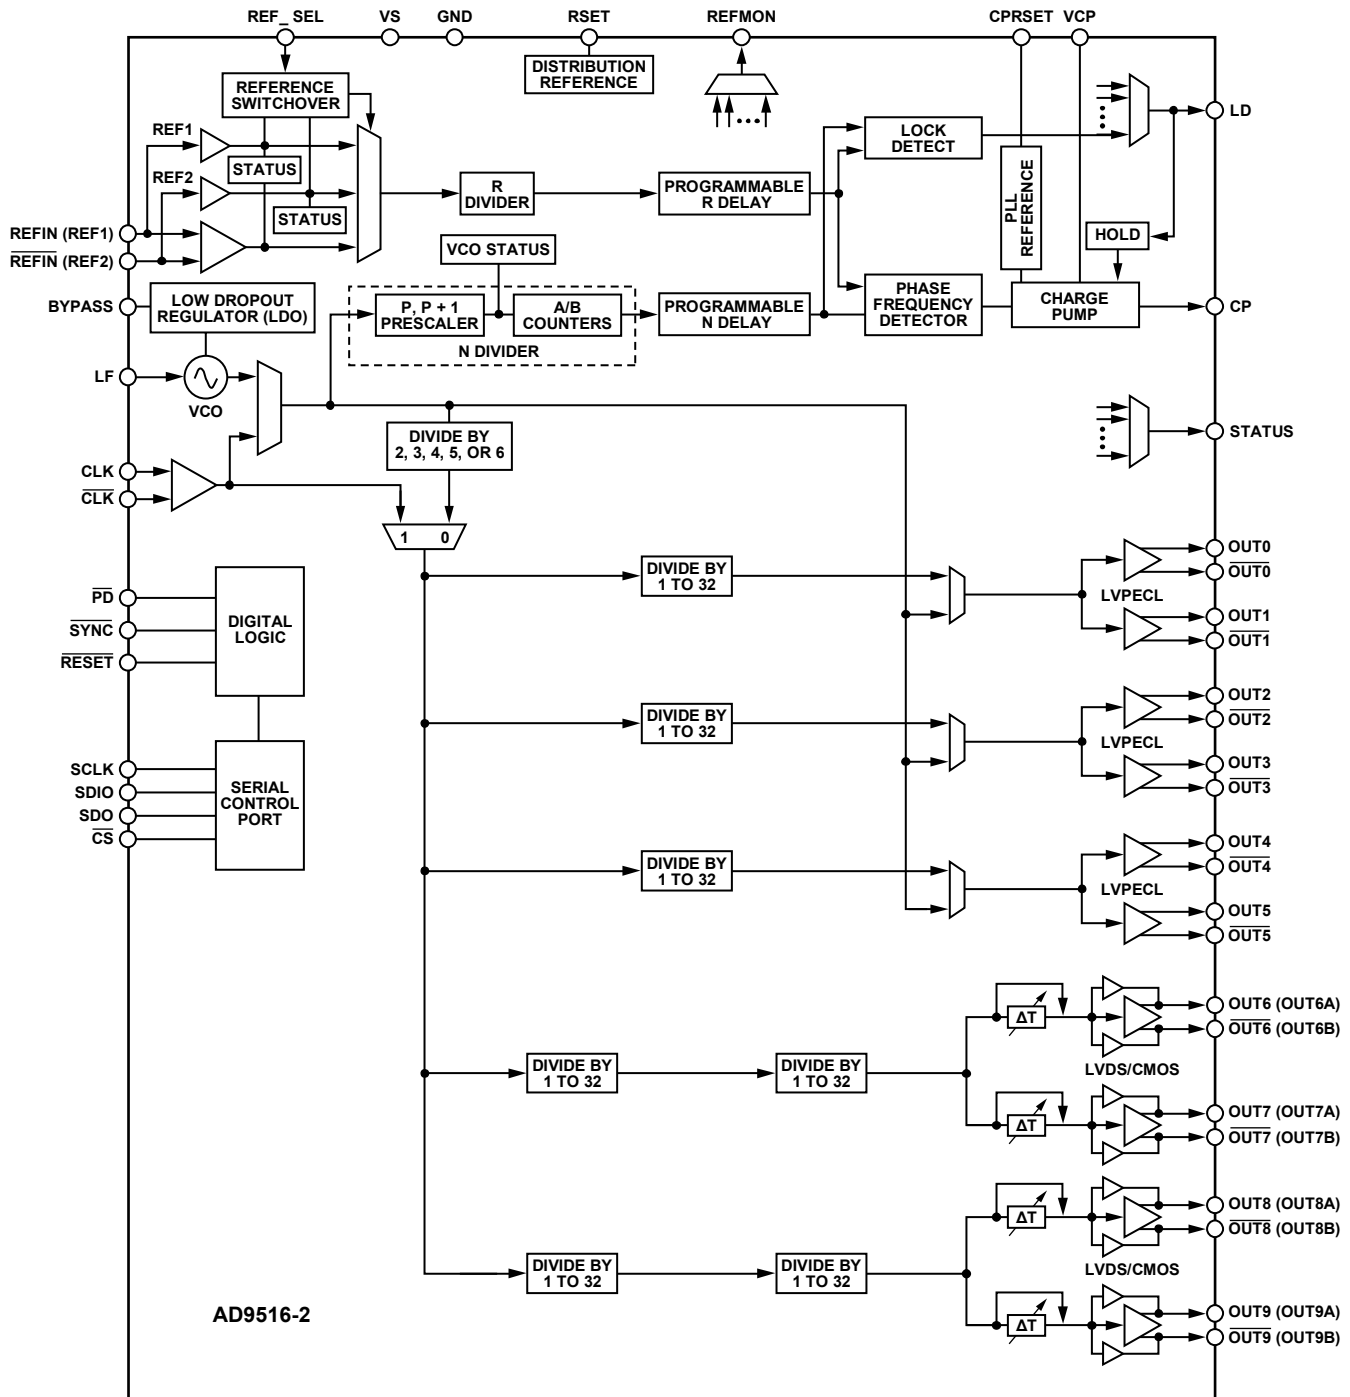 REF_ SEL
VS
GND
RSET
REFMON
CPRSET
VCP
DISTRIBUTION
REFERENCE
REFERENCE
SWITCHOVER
REF1
STATUS
REF2
STATUS
R
DIVIDER
PROGRAMMABLE
R DELAY
LOCK
DETECT
PLL
REFERENCE
LD
HOLD
REFIN (REF1)
REFIN (REF2)
BYPASS
LOW DROPOUT
REGULATOR (LDO)
VCO STATUS
P, P + 1
PRESCALER
A/B
COUNTERS
N DIVIDER
PROGRAMMABLE
N DELAY
PHASE
FREQUENCY
DETECTOR
CHARGE
PUMP
CP
LF
VCO
DIVIDE BY
2, 3, 4, 5, OR 6
STATUS
CLK
CLK
1 0
PD
SYNC
RESET
DIGITAL
LOGIC
SCLK
SDIO
SDO
CS
SERIAL
CONTROL
PORT
DIVIDE BY
1 TO 32
LVPECL
OUT0
OUT0
OUT1
OUT1
DIVIDE BY
1 TO 32
LVPECL
OUT2
OUT2
OUT3
OUT3
DIVIDE BY
1 TO 32
LVPECL
OUT4
OUT4
OUT5
OUT5
DIVIDE BY
1 TO 32
DIVIDE BY
1 TO 32
ΔT
ΔT
LVDS/CMOS
OUT6 (OUT6A)
OUT6 (OUT6B)
OUT7 (OUT7A)
OUT7 (OUT7B)
DIVIDE BY
1 TO 32
DIVIDE BY
1 TO 32
ΔT
ΔT
LVDS/CMOS
OUT8 (OUT8A)
OUT8 (OUT8B)
OUT9 (OUT9A)
OUT9 (OUT9B)
AD9516-2